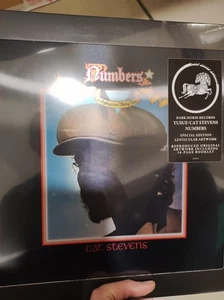 Numbers
CAT STEVENS
DARK HORSE RECORDS
YUSUF/CAT STEVENS
NUMBERS
SPECIAL EDITION
LENTICULAR ARTWORK
REPRODUCED ORIGINAL
ARTWORK INCLUDING
16-PAGE BOOKLET